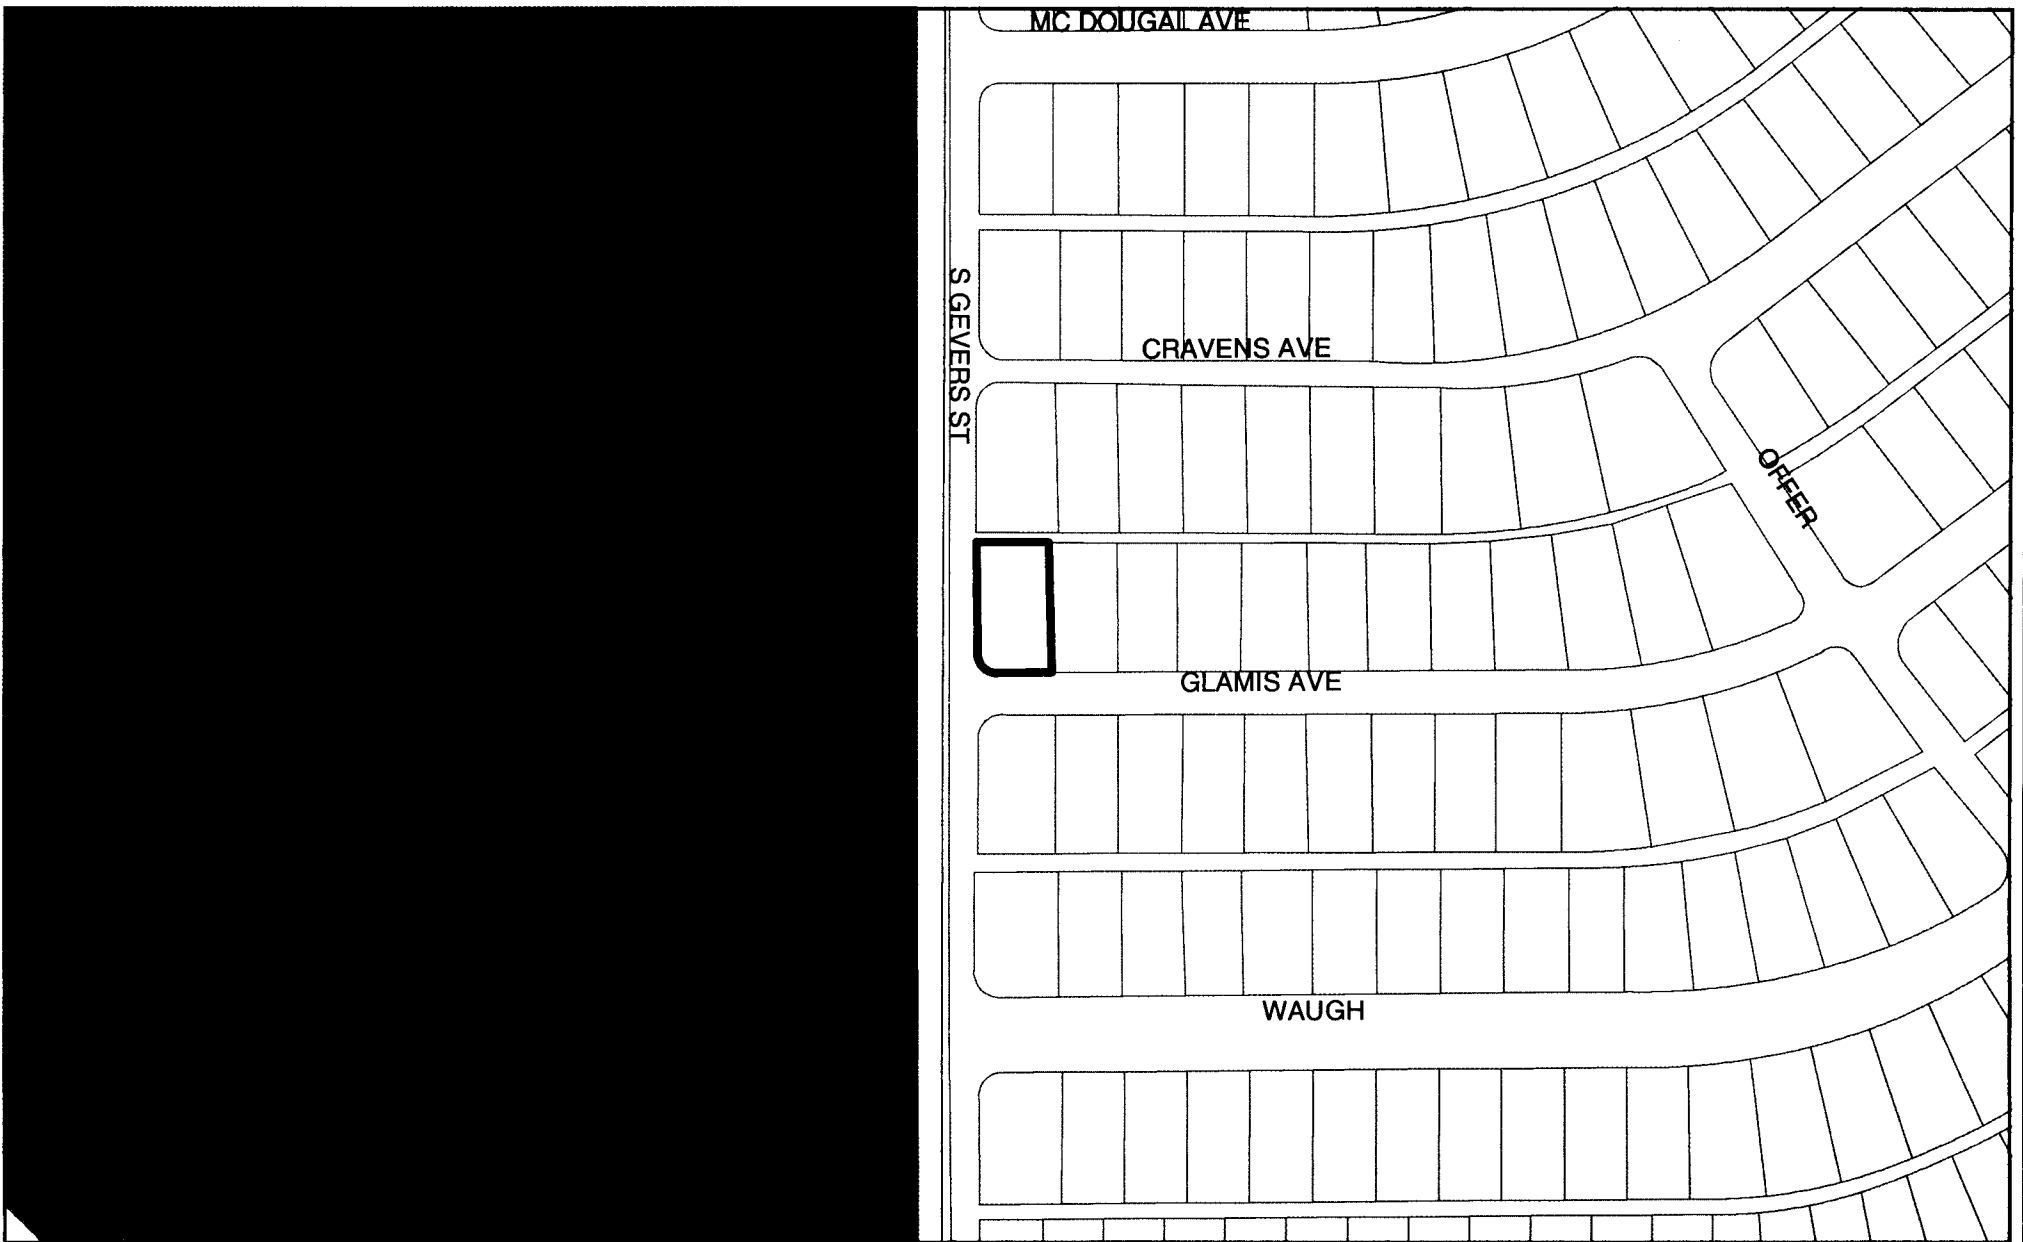 MC DOUGAL AVE
S GEVERS ST
CRAVENS AVE
OFFER
GLAMIS AVE
WAUGH